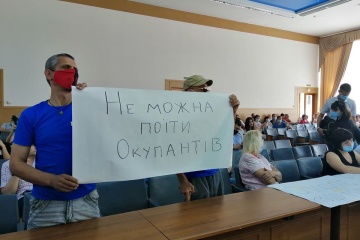 Не можна
поїти
Окупантів